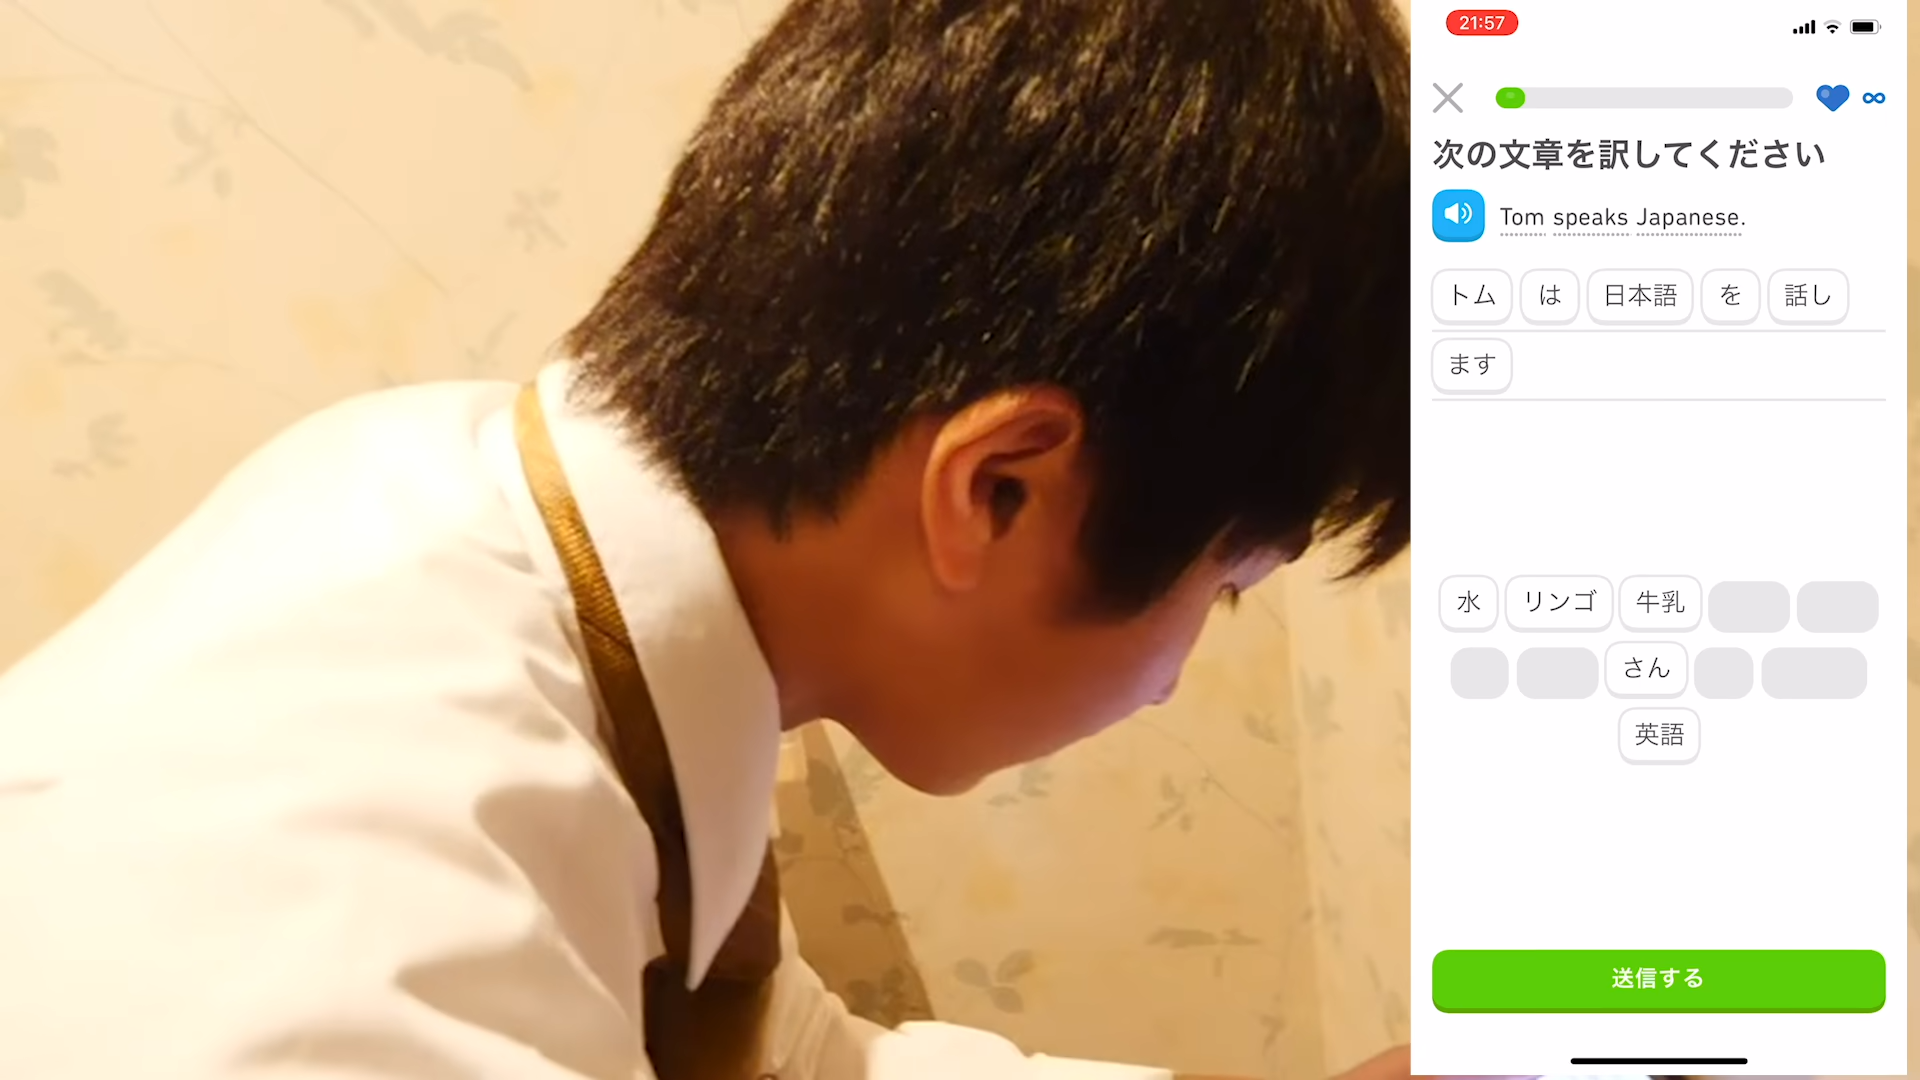 21:57
次の文章を訳してください
Tom speaks Japanese.
トム は 日本語 を 話し
ます
水 リンゴ 牛乳
さん
英語
送信する